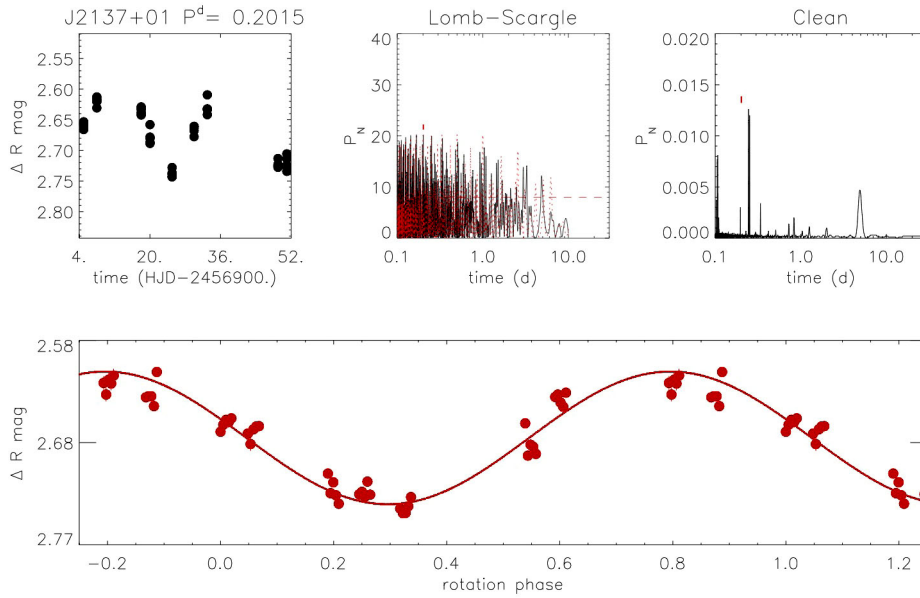 J2137+01 P^d= 0.2015
Δ R mag
2.55
2.60
2.65
2.70
2.75
2.80
4. 20. 36. 52.
time (HJD-2456900.)
Lomb-Scargle
P_N
40
30
20
10
0
0.1 1.0 10.0
time (d)
Clean
P_N
0.020
0.015
0.010
0.005
0.000
0.1 1.0 10.0
time (d)
Δ R mag
2.58
2.68
2.77
-0.2 0.0 0.2 0.4 0.6 0.8 1.0 1.2
rotation phase